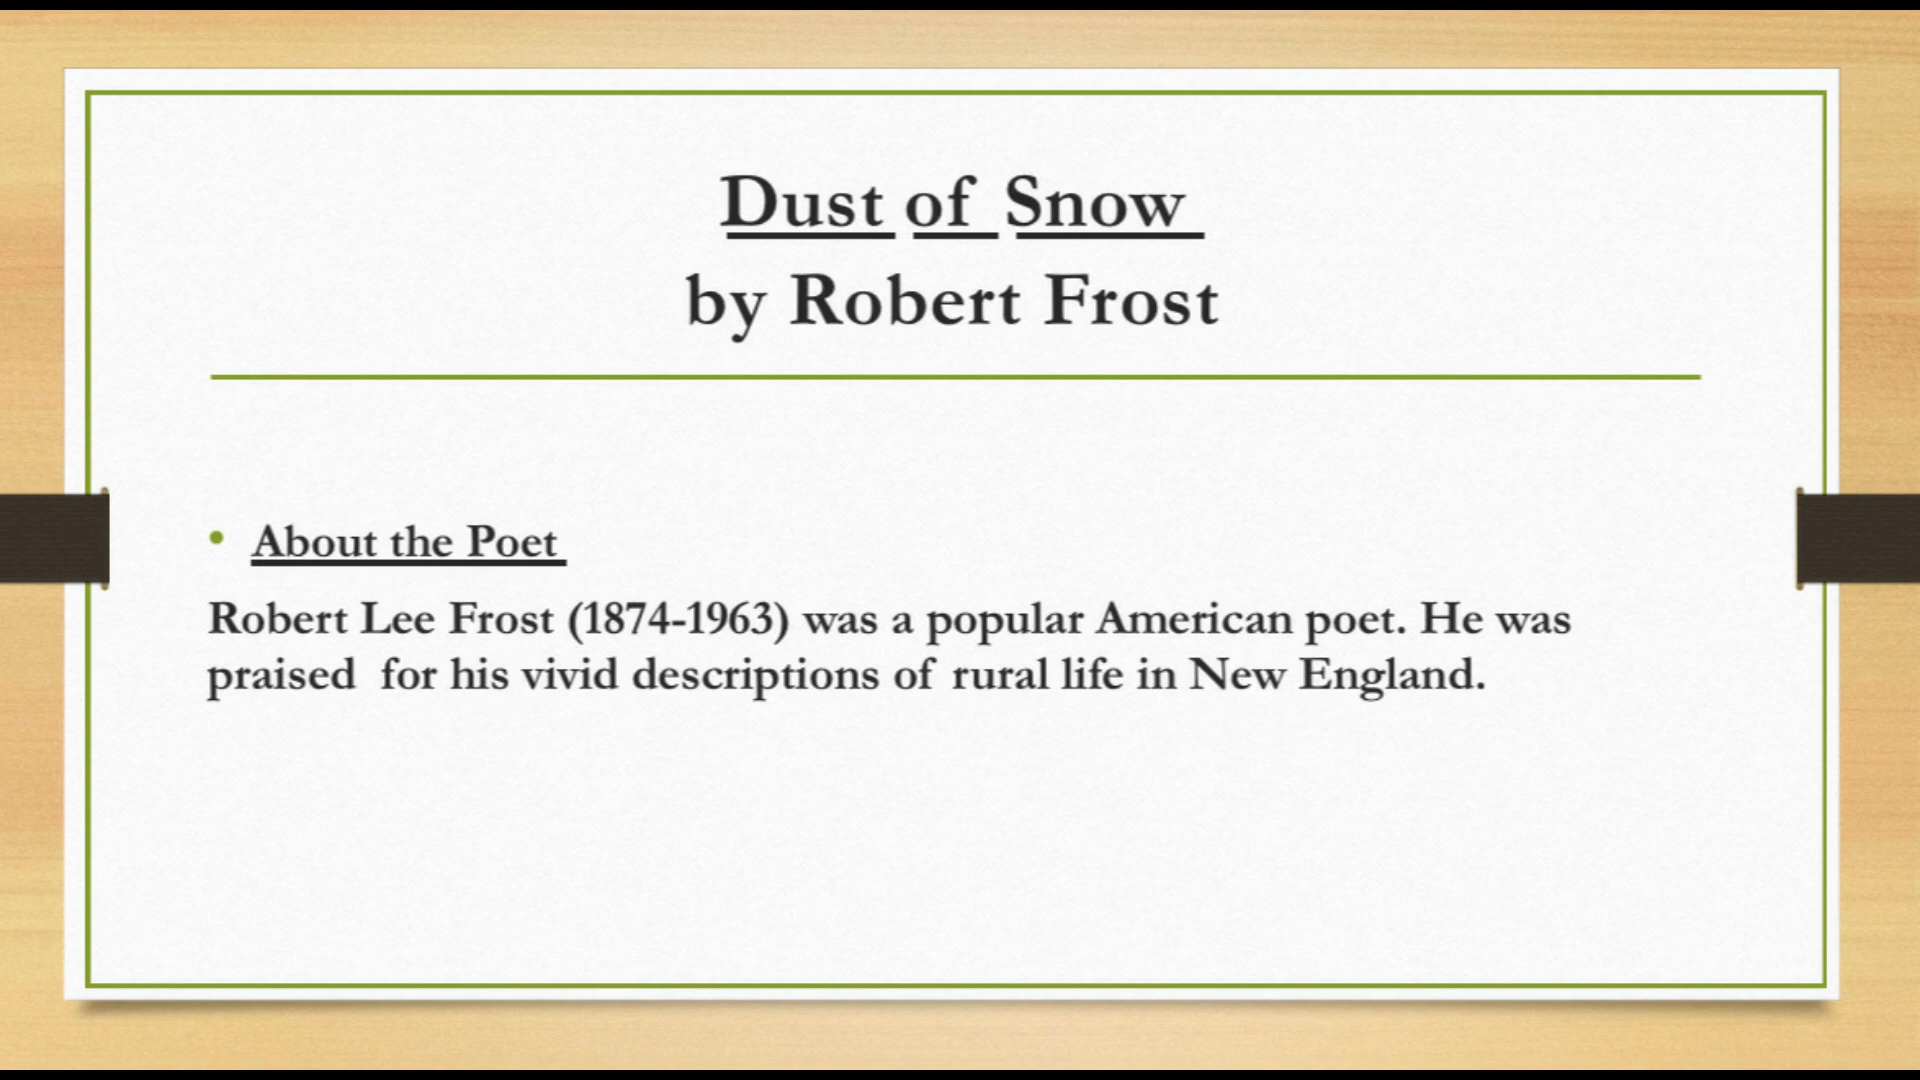 Dust of Snow
by Robert Frost
• About the Poet
Robert Lee Frost (1874-1963) was a popular American poet. He was
praised for his vivid descriptions of rural life in New England.